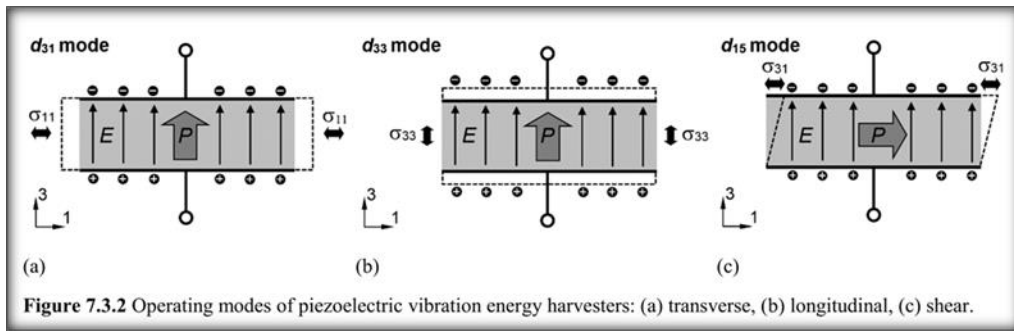 d31 mode
d33 mode
d15 mode
σ31 σ31
σ11 E P σ11
E P σ33 σ33
E P
3
1
3
1
3
1
(a)
(b)
(c)
Figure 7.3.2 Operating modes of piezoelectric vibration energy harvesters: (a) transverse, (b) longitudinal, (c) shear.